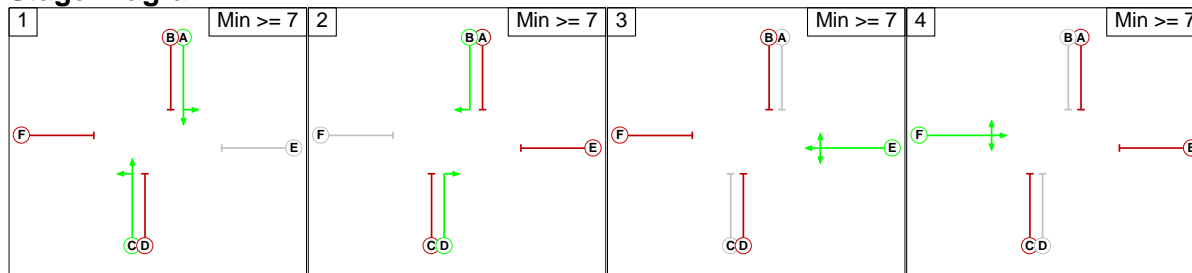 1 Min >= 7 2 Min >= 7 3 Min >= 7 4 Min >= 7
B A B A B A B A
F E F E F E F E
C D C D C D C D